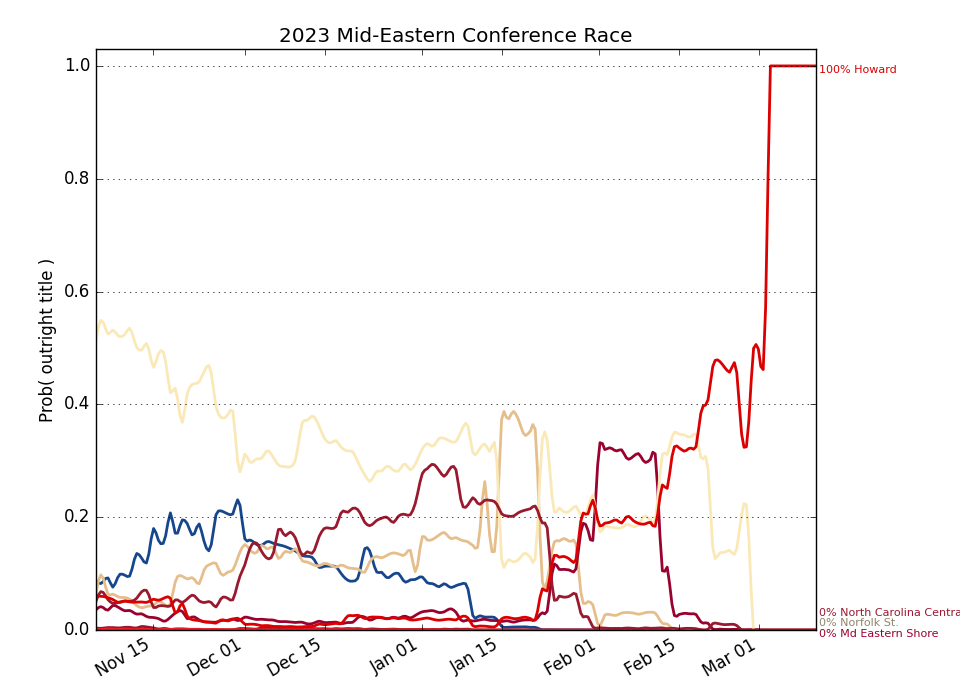 2023 Mid-Eastern Conference Race
Prob( outright title )
1.0
0.8
0.6
0.4
0.2
0.0
Nov 15
Dec 01
Dec 15
Jan 01
Jan 15
Feb 01
Feb 15
Mar 01
100% Howard
0% North Carolina Centra
0% Norfolk St.
0% Md Eastern Shore